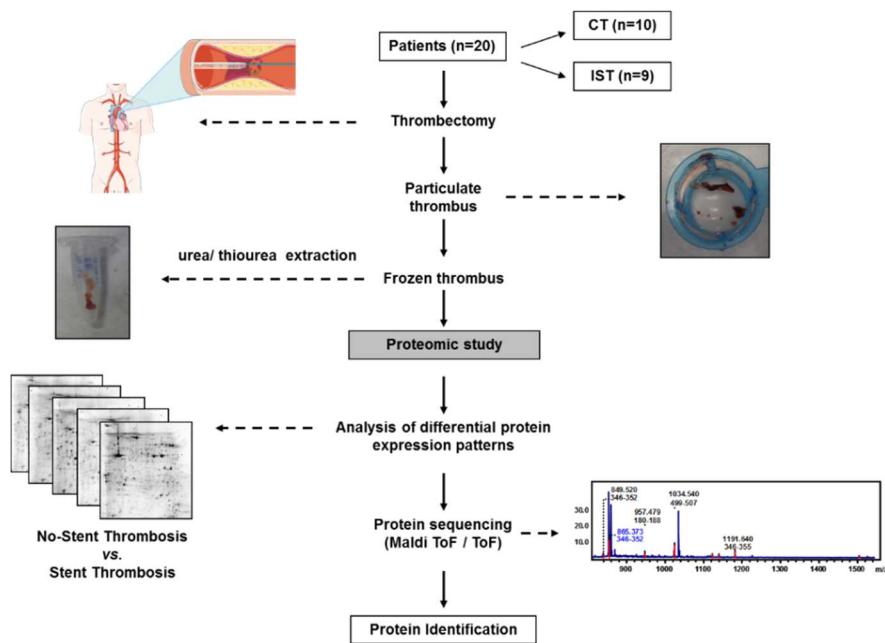 Patients (n=20)
CT (n=10)
IST (n=9)
Thrombectomy
Particulate
thrombus
urea/ thiourea extraction
Frozen thrombus
Proteomic study
Analysis of differential protein
expression patterns
No-Stent Thrombosis
vs.
Stent Thrombosis
Protein sequencing
(Maldi ToF / ToF)
849.520
346-352
1034.540
499-507
957.479
180-188
865.373
346-352
1191.640
346-355
30.0
20.0
10.0
900
1000
1100
1200
1300
1400
1500
Protein Identification